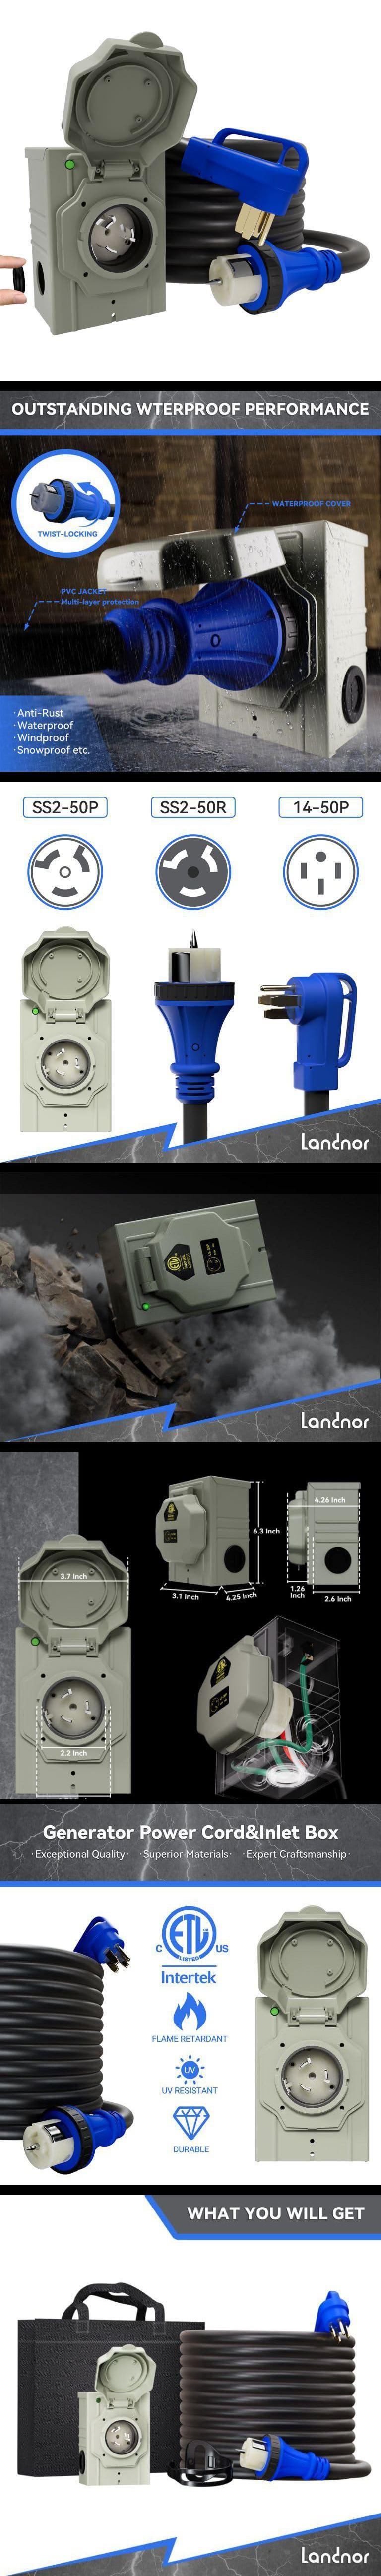 OUTSTANDING WTERPROOF PERFORMANCE
WATERPROOF COVER
TWIST-LOCKING
PVC JACKET
Multi-layer protection
·Anti-Rust
·Waterproof
·Windproof
·Snowproof etc.
SS2-50P
SS2-50R
14-50P
Landnor
ETL
Landnor
3.7 Inch
2.2 Inch
6.3 Inch
3.1 Inch
4.25 Inch
4.26 Inch
1.26 Inch
2.6 Inch
Generator Power Cord&Inlet Box
·Exceptional Quality· ·Superior Materials· ·Expert Craftsmanship·
C ETL US
LISTED
Intertek
FLAME RETARDANT
UV
UV RESISTANT
DURABLE
WHAT YOU WILL GET
Landnor